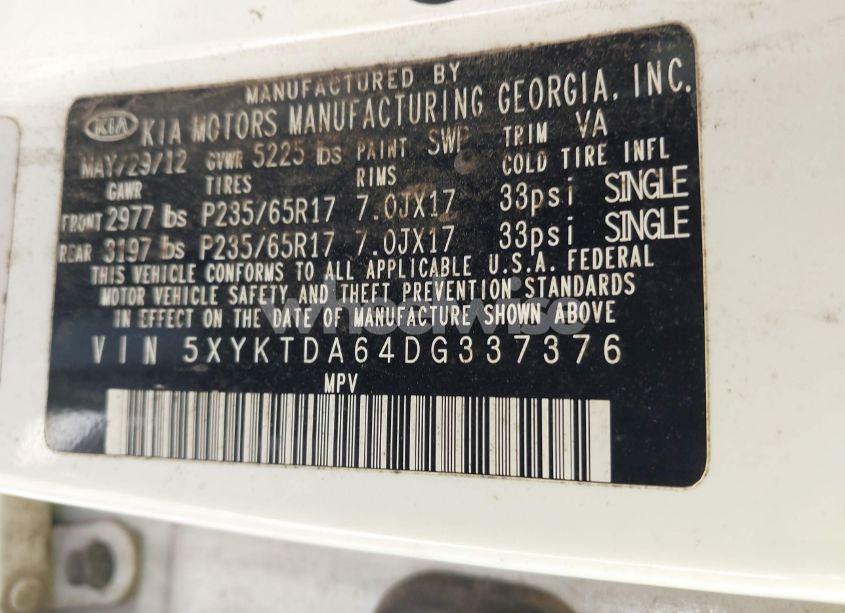 MANUFACTURED BY
KIA KIA MOTORS MANUFACTURING GEORGIA, INC.
MAY/29/12 GVWR 5225 lbs PAINT SWP TRIM VA
GAWR TIRES RIMS COLD TIRE INFL
FRONT 2977 lbs P235/65R17 7.0JX17 33psi SINGLE
REAR 3197 lbs P235/65R17 7.0JX17 33psi SINGLE
THIS VEHICLE CONFORMS TO ALL APPLICABLE U.S.A. FEDERAL
MOTOR VEHICLE SAFETY AND THEFT PREVENTION STANDARDS
IN EFFECT ON THE DATE OF MANUFACTURE SHOWN ABOVE
wheelwise
VIN 5XYKTDA64DG337376
MPV